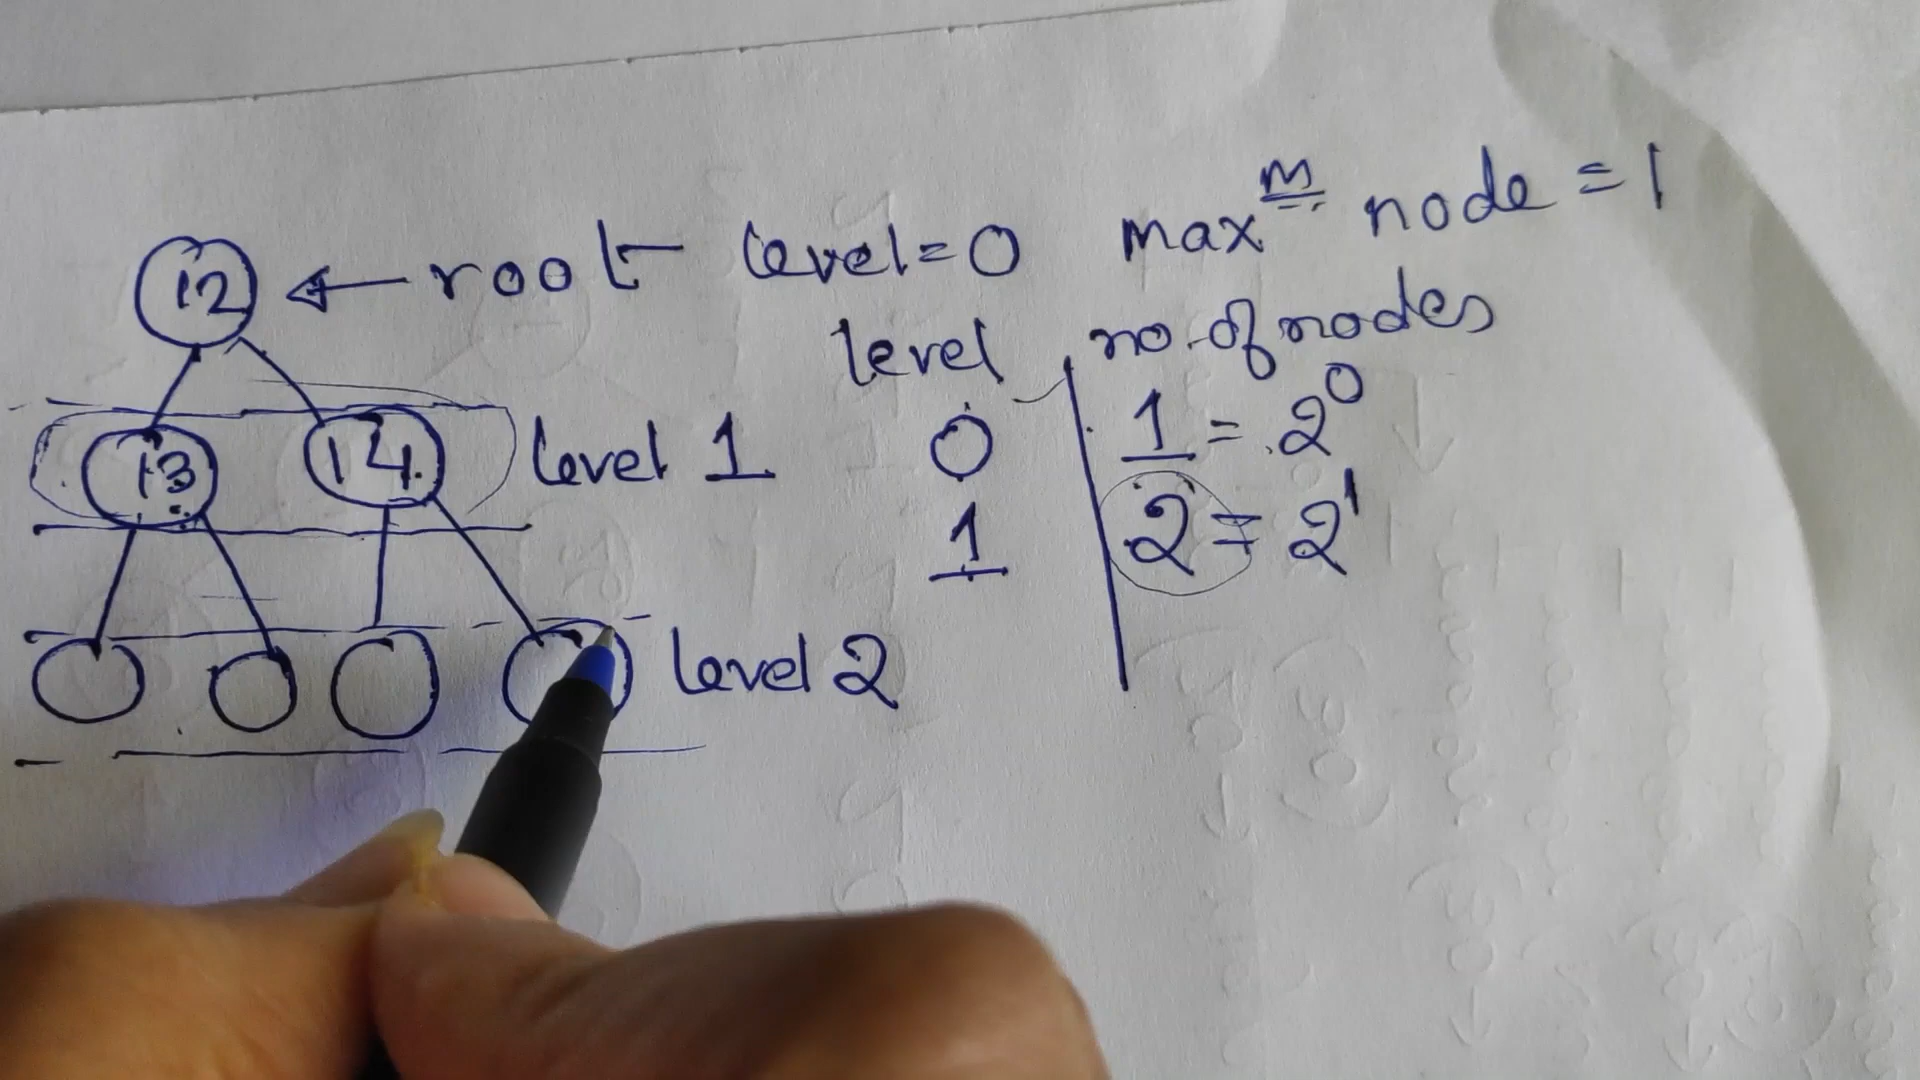 12 ← root level=0 max^m node = 1
level no. of nodes
13 14 level 1 0 1 = 2^0
1 2 = 2^1
level 2